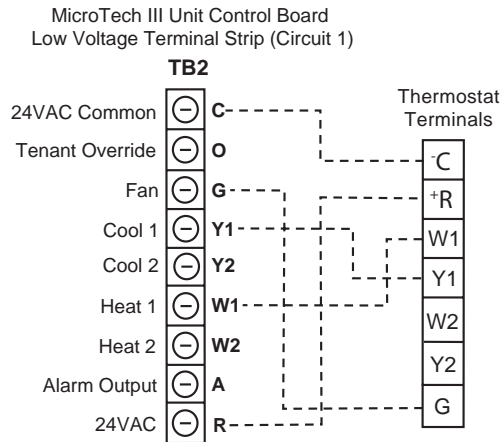 MicroTech III Unit Control Board
Low Voltage Terminal Strip (Circuit 1)
TB2
24VAC Common C
Tenant Override O
Fan G
Cool 1 Y1
Cool 2 Y2
Heat 1 W1
Heat 2 W2
Alarm Output A
24VAC R
Thermostat
Terminals
-C
+R
W1
Y1
W2
Y2
G